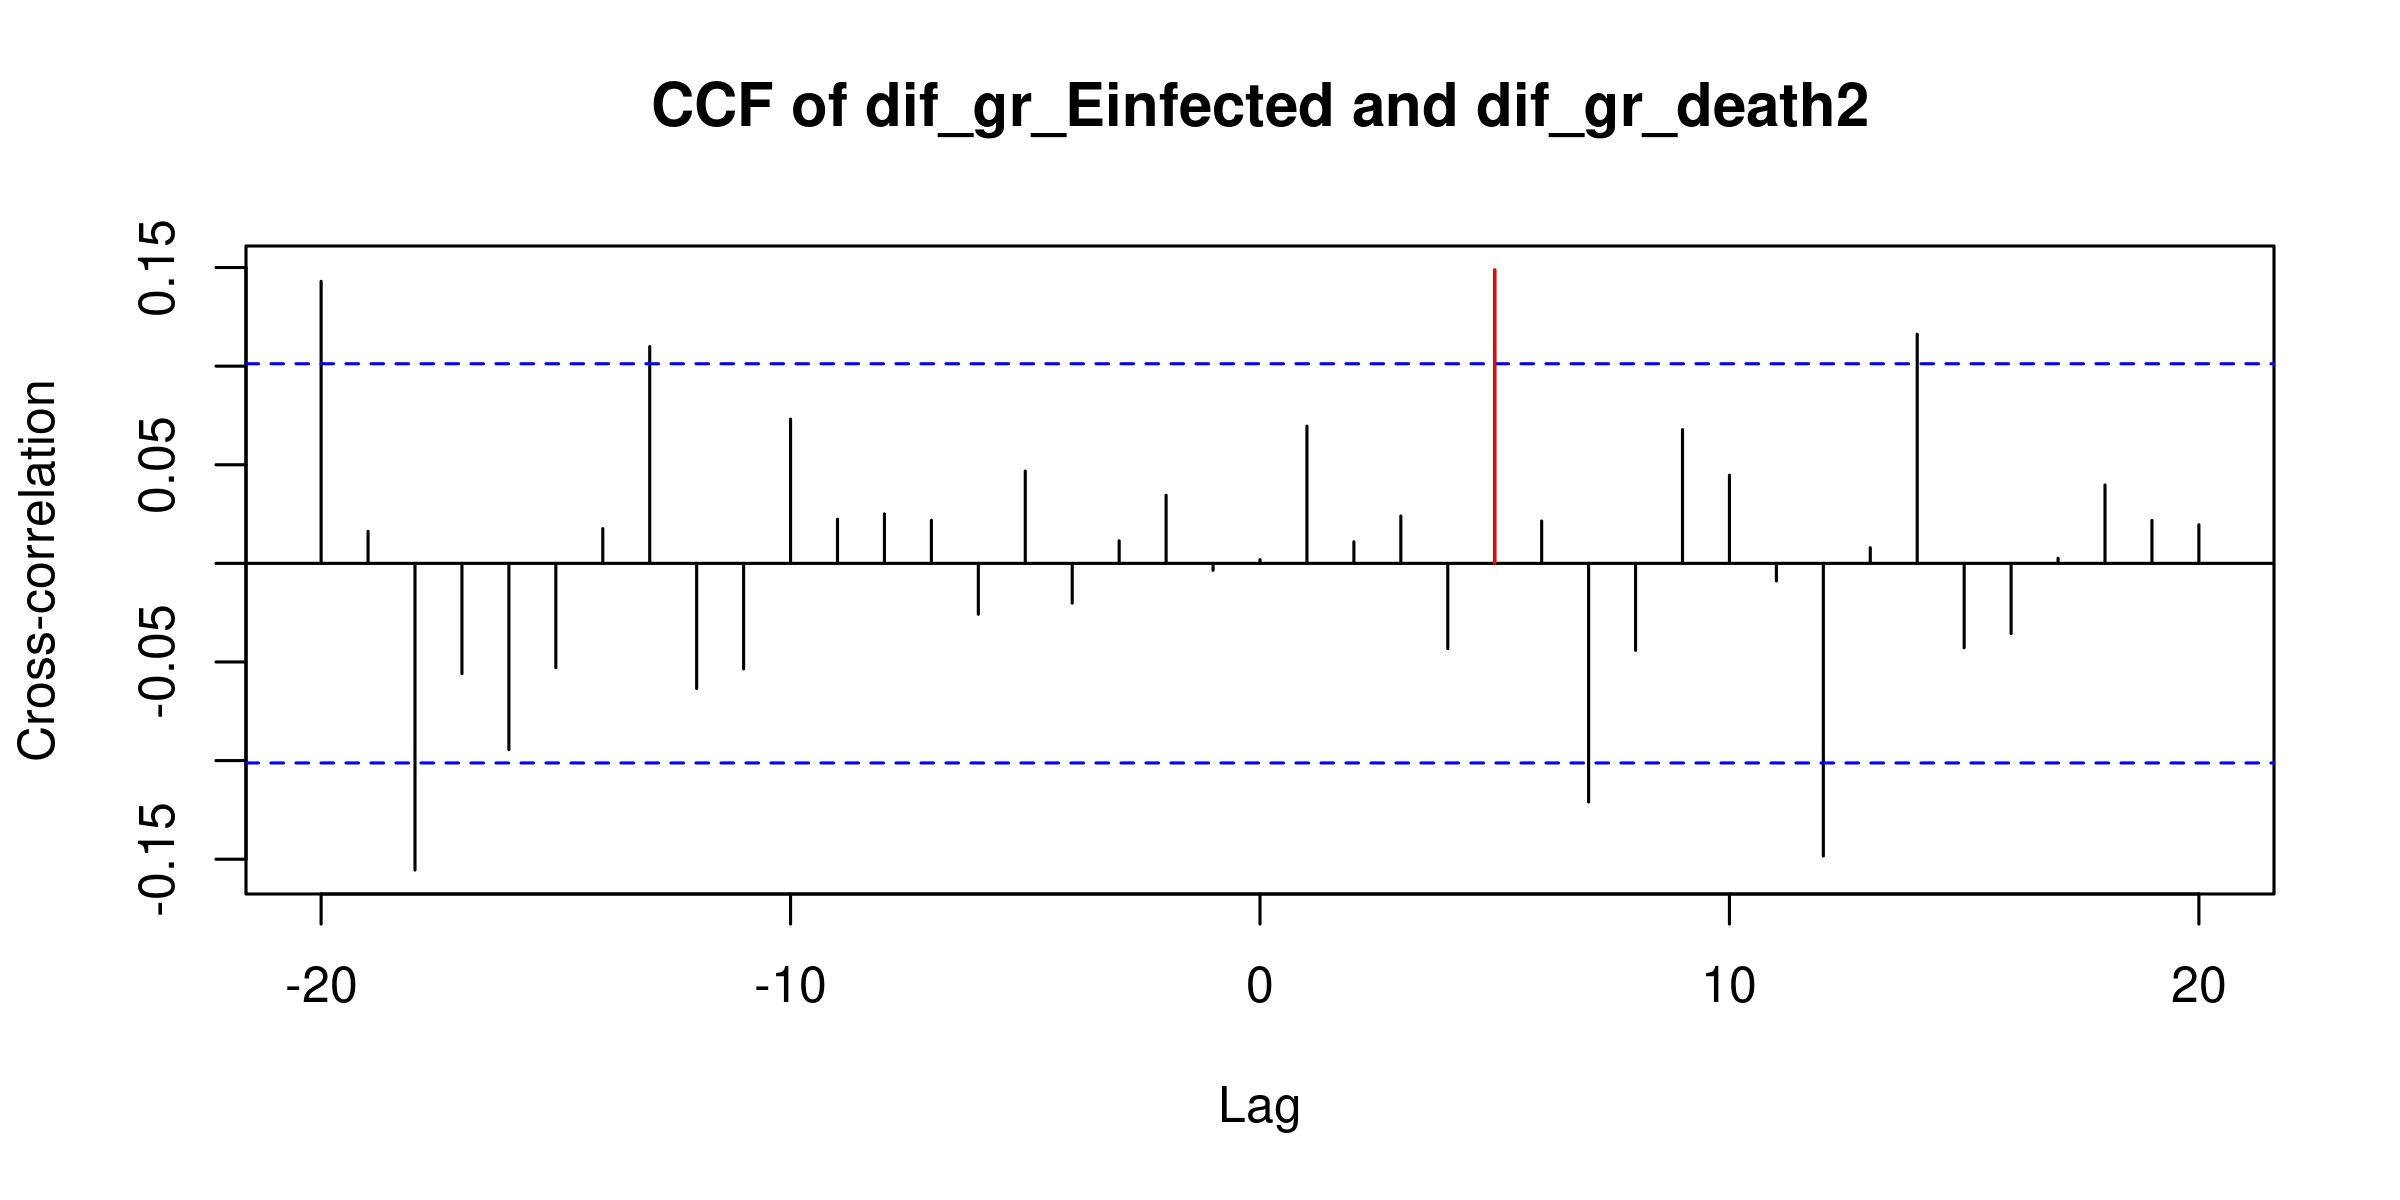 CCF of dif_gr_Einfected and dif_gr_death2
0.15
0.05
-0.05
-0.15
Cross-correlation
-20 -10 0 10 20
Lag